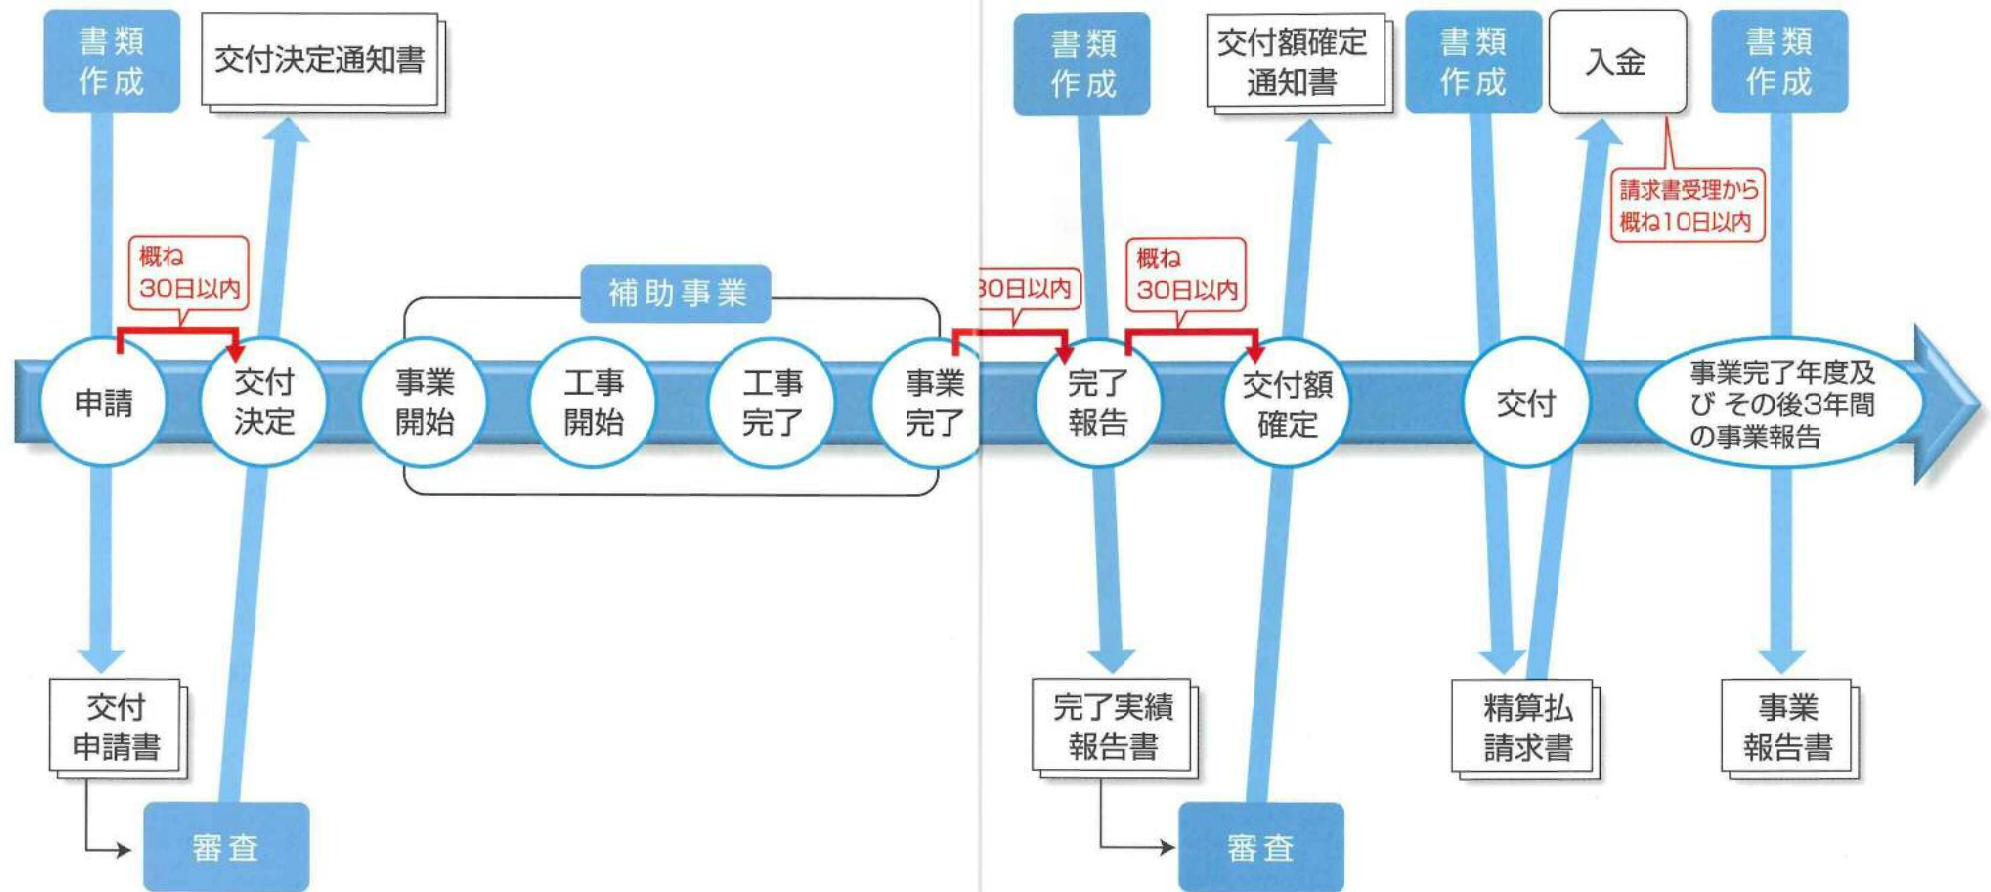 書類
作成
交付決定通知書
書類
作成
交付額確定
通知書
書類
作成
入金
書類
作成
請求書受理から
概ね10日以内
概ね
30日以内
補助事業
30日以内
概ね
30日以内
申請
交付
決定
事業
開始
工事
開始
工事
完了
事業
完了
完了
報告
交付額
確定
交付
事業完了年度及
び その後3年間
の事業報告
交付
申請書
完了実績
報告書
精算払
請求書
事業
報告書
審査
審査